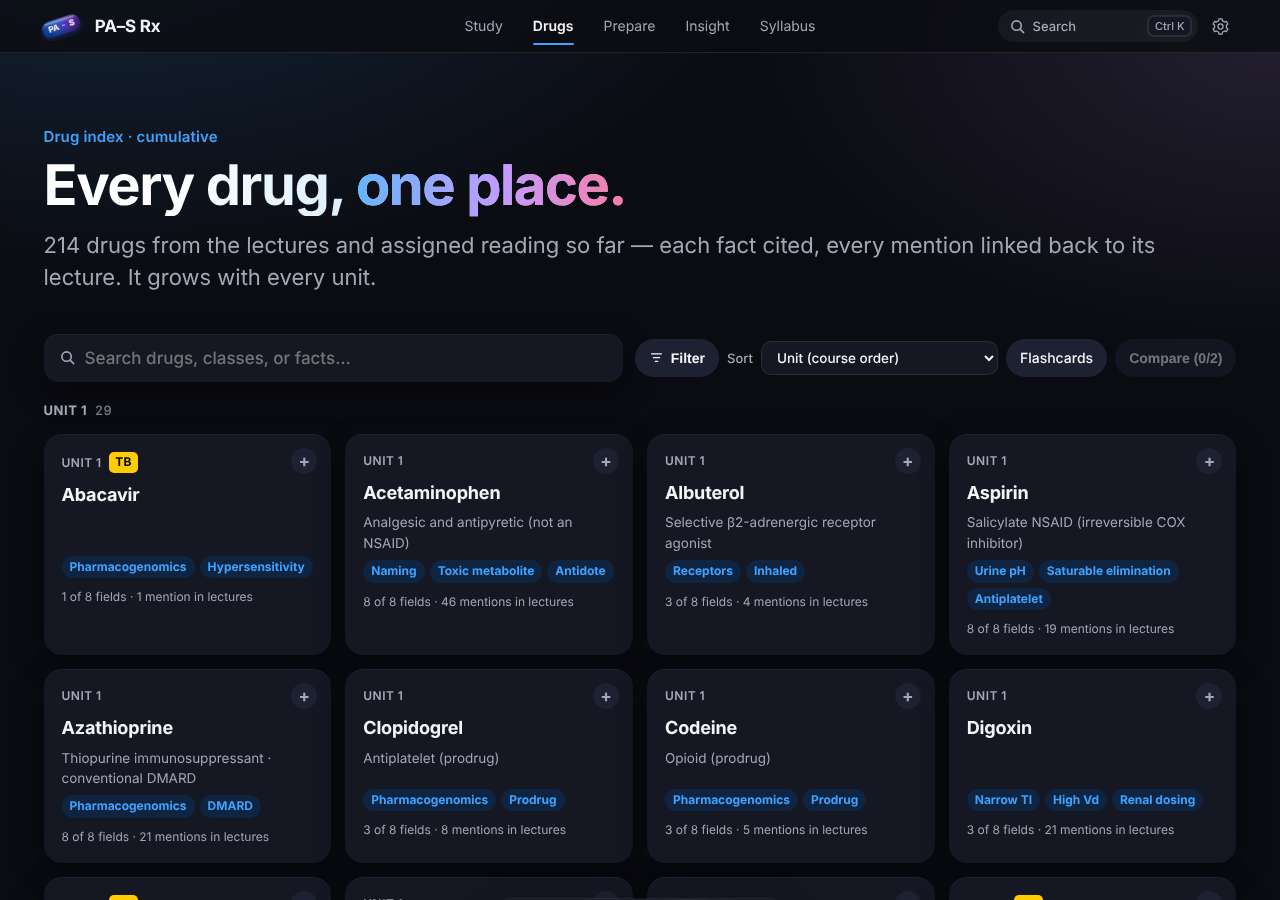 PA - S
PA–S Rx
Study
Drugs
Prepare
Insight
Syllabus
Search
Ctrl K
Drug index · cumulative
Every drug, one place.
214 drugs from the lectures and assigned reading so far — each fact cited, every mention linked back to its
lecture. It grows with every unit.
Search drugs, classes, or facts...
Filter
Sort
Unit (course order)
Flashcards
Compare (0/2)
UNIT 1 29
UNIT 1 TB
+
Abacavir
Pharmacogenomics
Hypersensitivity
1 of 8 fields · 1 mention in lectures
UNIT 1
+
Acetaminophen
Analgesic and antipyretic (not an
NSAID)
Naming
Toxic metabolite
Antidote
8 of 8 fields · 46 mentions in lectures
UNIT 1
+
Albuterol
Selective β2-adrenergic receptor
agonist
Receptors
Inhaled
3 of 8 fields · 4 mentions in lectures
UNIT 1
+
Aspirin
Salicylate NSAID (irreversible COX
inhibitor)
Urine pH
Saturable elimination
Antiplatelet
8 of 8 fields · 19 mentions in lectures
UNIT 1
+
Azathioprine
Thiopurine immunosuppressant ·
conventional DMARD
Pharmacogenomics
DMARD
8 of 8 fields · 21 mentions in lectures
UNIT 1
+
Clopidogrel
Antiplatelet (prodrug)
Pharmacogenomics
Prodrug
3 of 8 fields · 8 mentions in lectures
UNIT 1
+
Codeine
Opioid (prodrug)
Pharmacogenomics
Prodrug
3 of 8 fields · 5 mentions in lectures
UNIT 1
+
Digoxin
Narrow TI
High Vd
Renal dosing
3 of 8 fields · 21 mentions in lectures